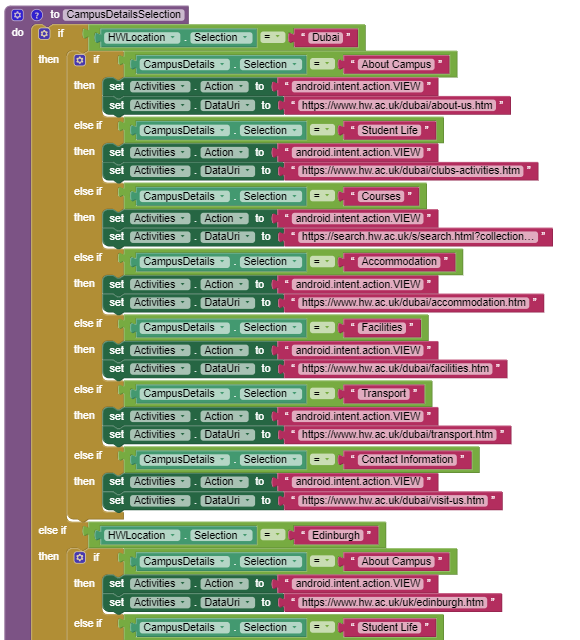 to CampusDetailsSelection
do if HWLocation . Selection = " Dubai "
then if CampusDetails . Selection = " About Campus "
then set Activities . Action to " android.intent.action.VIEW "
set Activities . DataUri to " https://www.hw.ac.uk/dubai/about-us.htm "
else if CampusDetails . Selection = " Student Life "
then set Activities . Action to " android.intent.action.VIEW "
set Activities . DataUri to " https://www.hw.ac.uk/dubai/clubs-activities.htm "
else if CampusDetails . Selection = " Courses "
then set Activities . Action to " android.intent.action.VIEW "
set Activities . DataUri to " https://search.hw.ac.uk/s/search.html?collection... "
else if CampusDetails . Selection = " Accommodation "
then set Activities . Action to " android.intent.action.VIEW "
set Activities . DataUri to " https://www.hw.ac.uk/dubai/accommodation.htm "
else if CampusDetails . Selection = " Facilities "
then set Activities . Action to " android.intent.action.VIEW "
set Activities . DataUri to " https://www.hw.ac.uk/dubai/facilities.htm "
else if CampusDetails . Selection = " Transport "
then set Activities . Action to " android.intent.action.VIEW "
set Activities . DataUri to " https://www.hw.ac.uk/dubai/transport.htm "
else if CampusDetails . Selection = " Contact Information "
then set Activities . Action to " android.intent.action.VIEW "
set Activities . DataUri to " https://www.hw.ac.uk/dubai/visit-us.htm "
else if HWLocation . Selection = " Edinburgh "
then if CampusDetails . Selection = " About Campus "
then set Activities . Action to " android.intent.action.VIEW "
set Activities . DataUri to " https://www.hw.ac.uk/uk/edinburgh.htm "
else if CampusDetails . Selection = " Student Life "